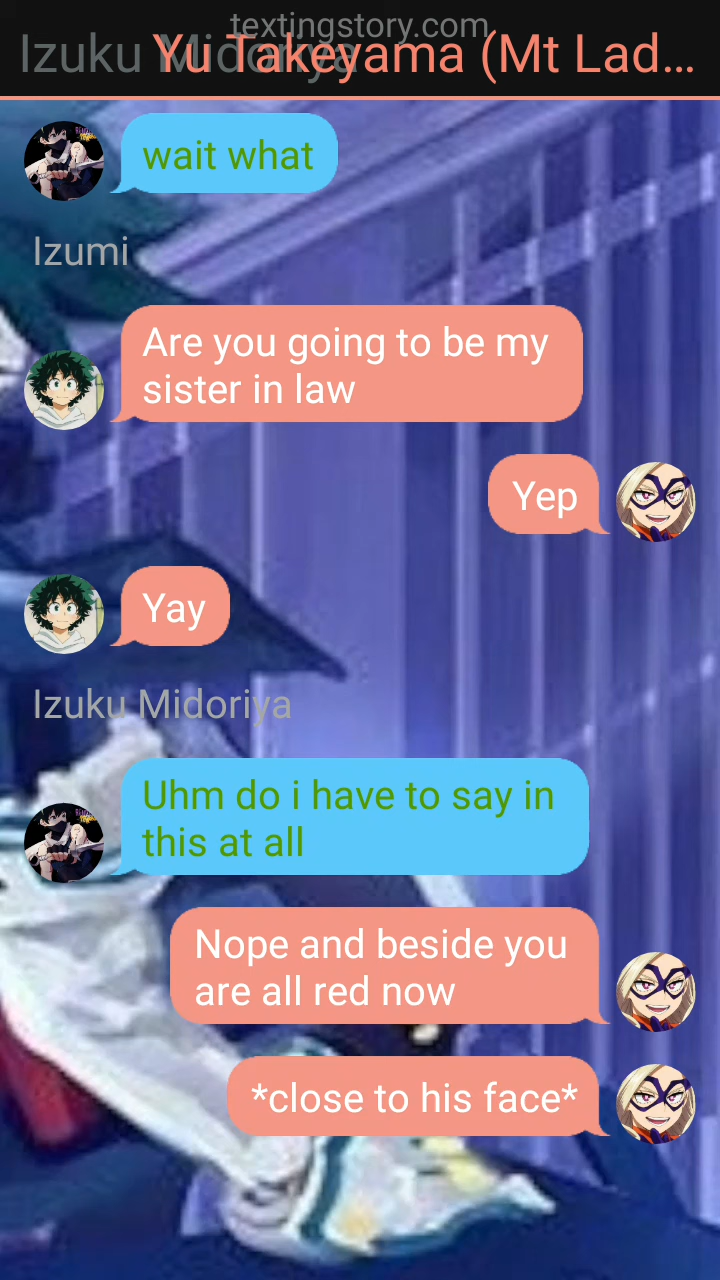 textingstory.com
Izuku Midoriya
Yu Takeyama (Mt Lad...
wait what
Izumi
Are you going to be my
sister in law
Yep
Yay
Izuku Midoriya
Uhm do i have to say in
this at all
Nope and beside you
are all red now
*close to his face*